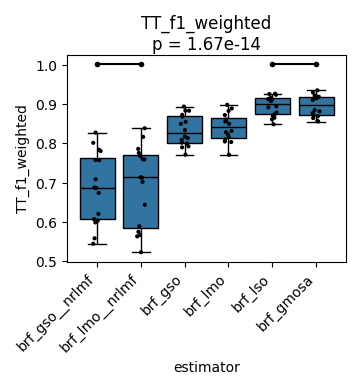 TT_f1_weighted
p = 1.67e-14
TT_f1_weighted
1.0
0.9
0.8
0.7
0.6
0.5
brf_gso__nrlmf
brf_lmo__nrlmf
brf_gso
brf_lmo
brf_lso
brf_gmosa
estimator